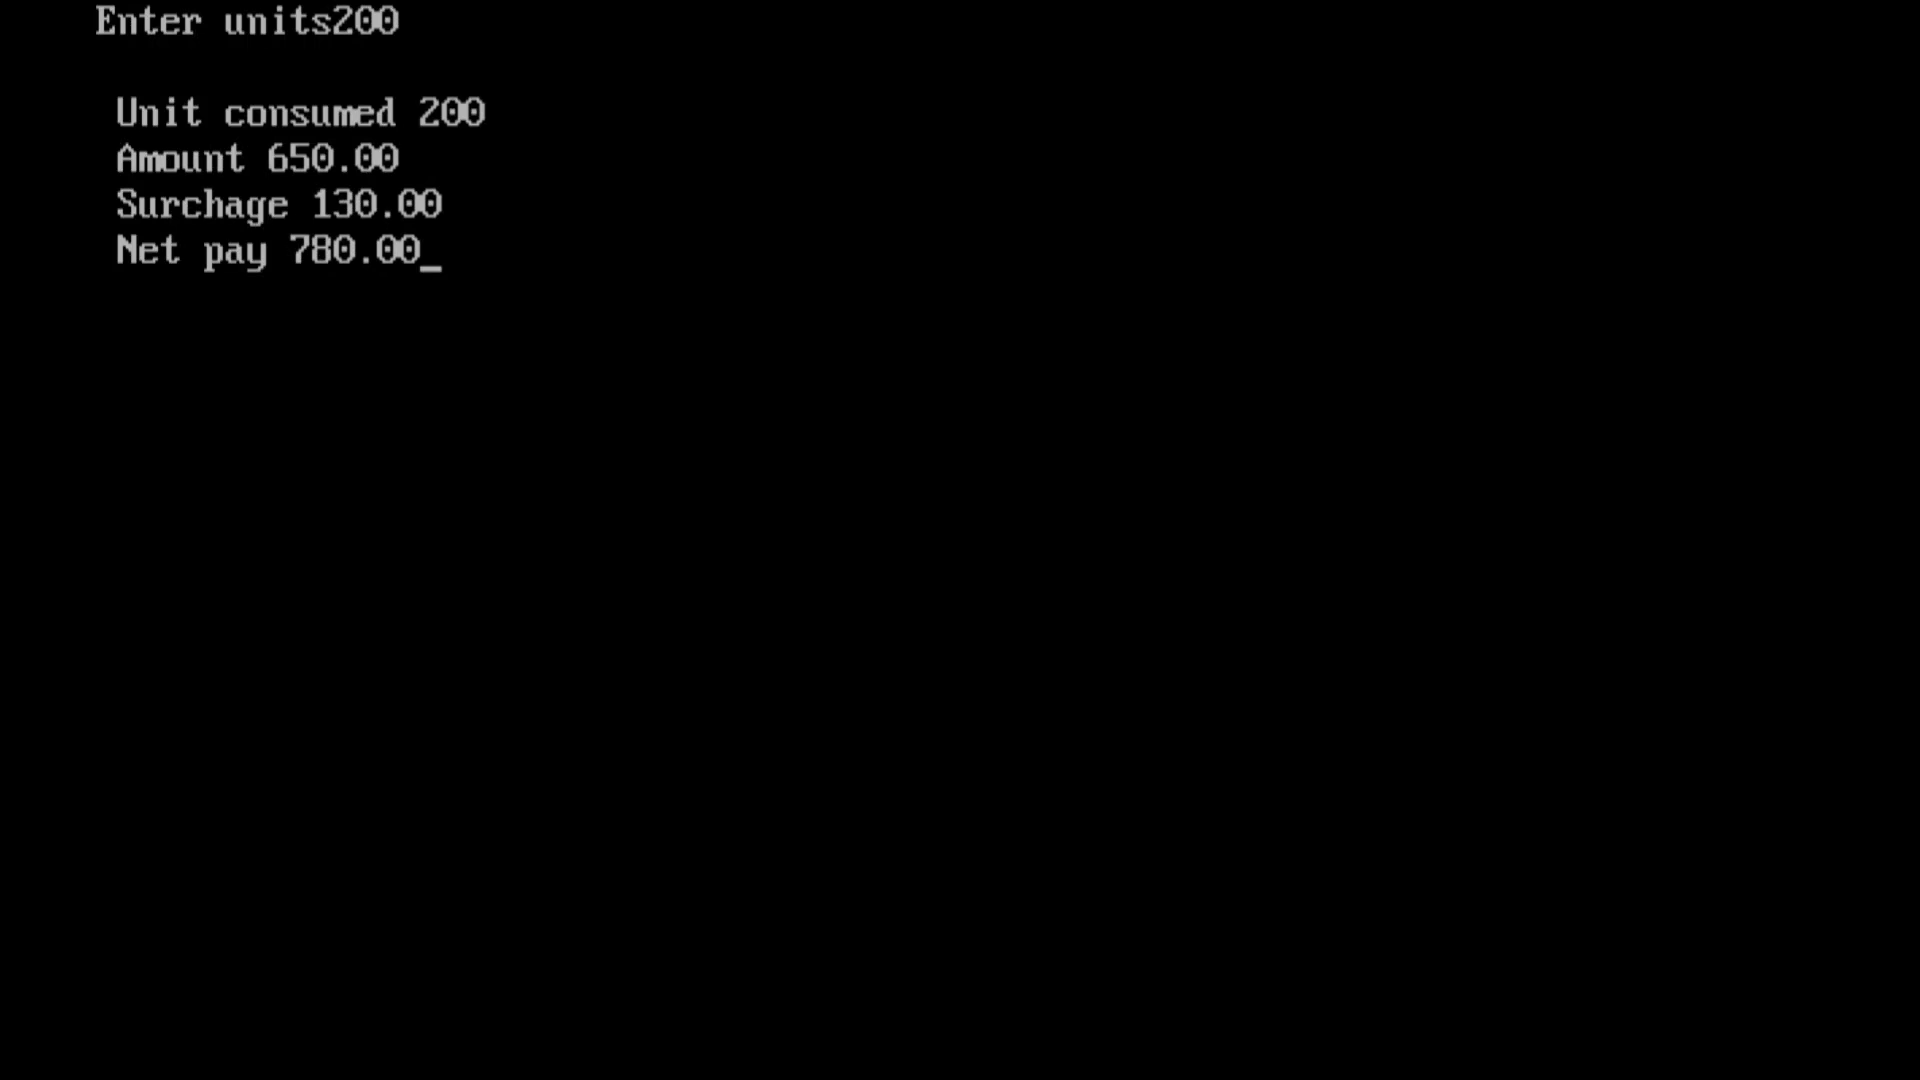 Enter units200
Unit consumed 200
Amount 650.00
Surchage 130.00
Net pay 780.00_